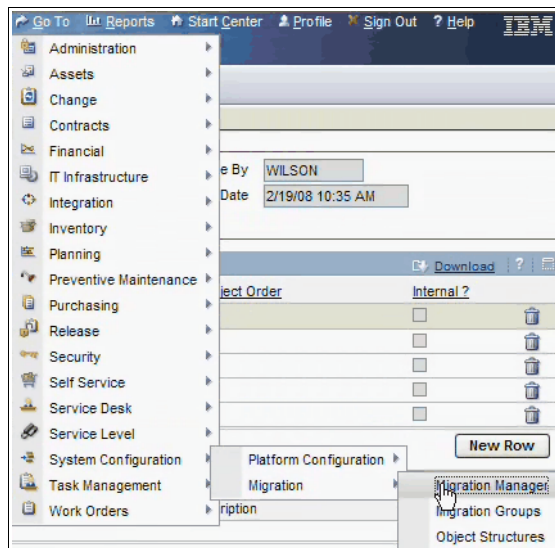 Go To Reports Start Center Profile Sign Out ? Help IBM
Administration
Assets
Change
Contracts
Financial
IT Infrastructure
e By WILSON
Integration
Date 2/19/08 10:35 AM
Inventory
Planning
Download ?
Preventive Maintenance
ject Order Internal ?
Purchasing
Release
Security
Self Service
Service Desk
Service Level
New Row
System Configuration Platform Configuration
Task Management Migration Migration Manager
Work Orders ription Migration Groups
Object Structures